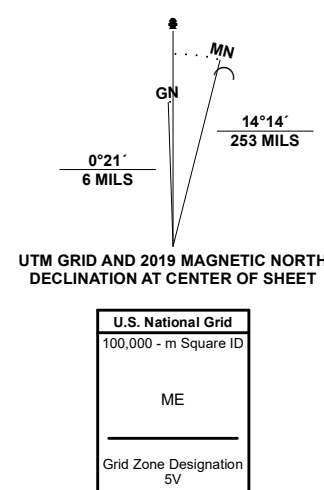 MN
GN
14°14´
253 MILS
0°21´
6 MILS
UTM GRID AND 2019 MAGNETIC NORTH
DECLINATION AT CENTER OF SHEET
U.S. National Grid
100,000 - m Square ID
ME
Grid Zone Designation
5V